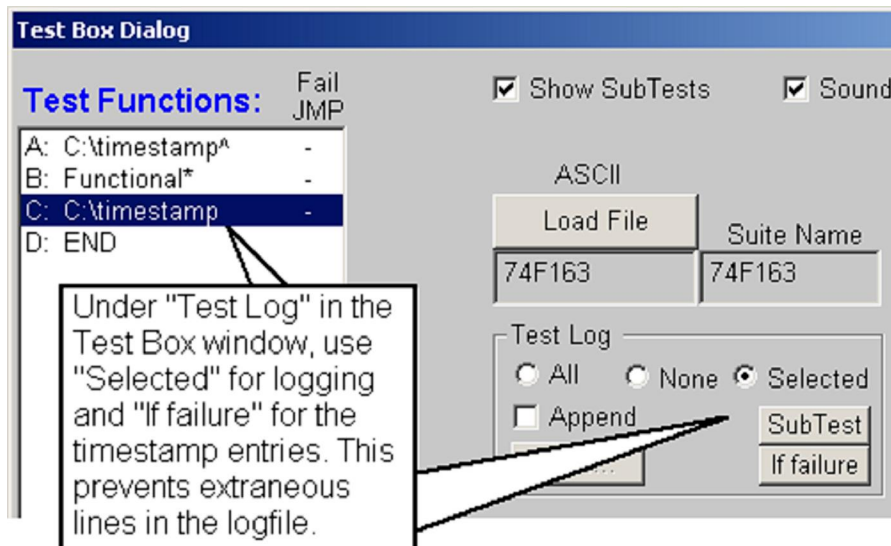 Test Box Dialog
Test Functions:
Fail
JMP
A: C:\timestamp^ -
B: Functional* -
C: C:\timestamp -
D: END
Show SubTests
Sound
ASCII
Load File
Suite Name
74F163
74F163
Test Log
All
None
Selected
Append
SubTest
If failure
Under "Test Log" in the
Test Box window, use
"Selected" for logging
and "If failure" for the
timestamp entries. This
prevents extraneous
lines in the logfile.